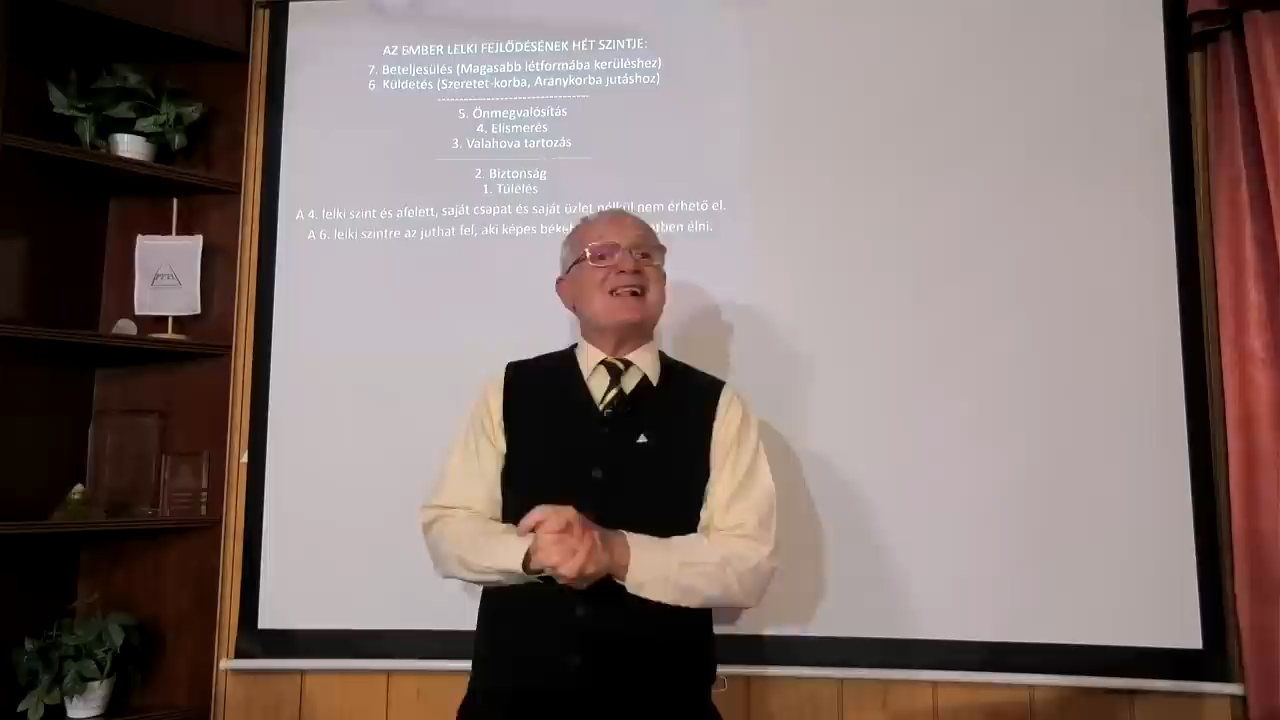 AZ EMBER LELKI FEJLŐDÉSÉNEK HÉT SZINTJE:
7. Beteljesülés (Magasabb létformába kerüléshez)
6 Küldetés (Szeretet-korba, Aranykorba jutáshoz)
5. Önmegvalósítás
4. Elismerés
3. Valahova tartozás
2. Biztonság
1. Túlélés
A 4. lelki szint és afelett, saját csapat és saját üzlet nélkül nem érhető el.
A 6. lelki szintre az juthat fel, aki képes élni.